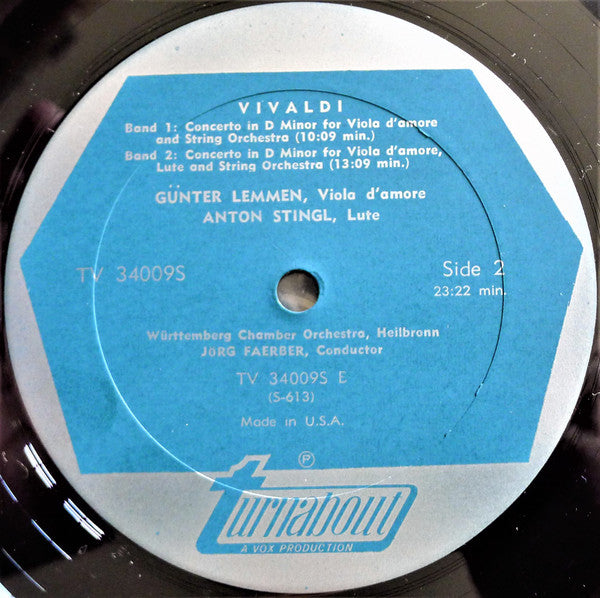 VIVALDI
Band 1: Concerto in D Minor for Viola d'amore
and String Orchestra (10:09 min.)
Band 2: Concerto in D Minor for Viola d'amore,
Lute and String Orchestra (13:09 min.)
GÜNTER LEMMEN, Viola d'amore
ANTON STINGL, Lute
TV 34009S
Side 2
23:22 min.
Württemberg Chamber Orchestra, Heilbronn
JÖRG FAERBER, Conductor
TV 34009S E
(S-613)
Made in U.S.A.
℗
turnabout
A VOX PRODUCTION